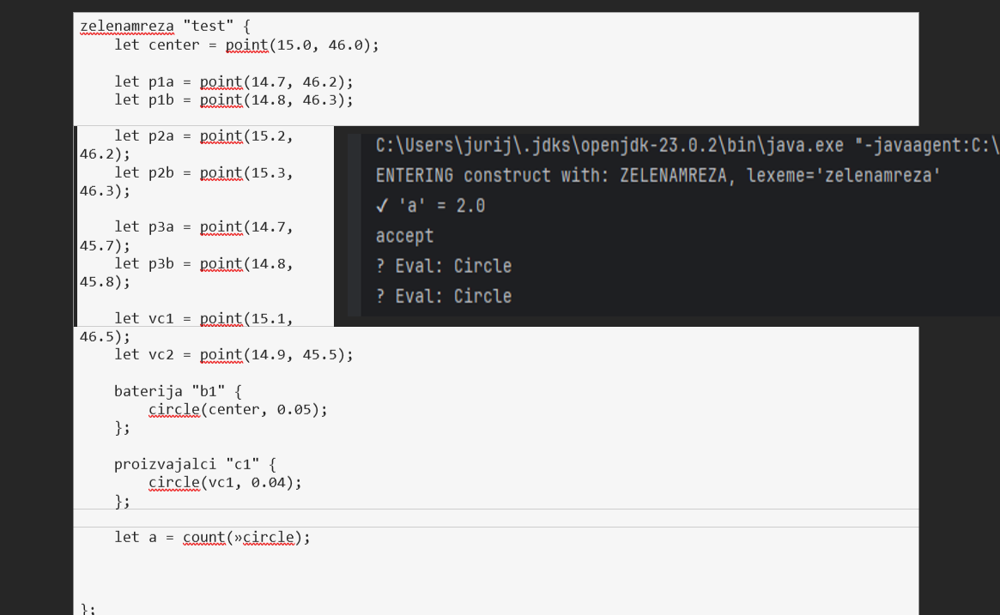 zelenamreza "test" {
let center = point(15.0, 46.0);
let p1a = point(14.7, 46.2);
let p1b = point(14.8, 46.3);
let p2a = point(15.2,
46.2);
let p2b = point(15.3,
46.3);
let p3a = point(14.7,
45.7);
let p3b = point(14.8,
45.8);
let vc1 = point(15.1,
46.5);
let vc2 = point(14.9, 45.5);
baterija "b1" {
circle(center, 0.05);
};
proizvajalci "c1" {
circle(vc1, 0.04);
};
let a = count(»circle);
};
C:\Users\jurij\.jdks\openjdk-23.0.2\bin\java.exe "-javaagent:C:\
ENTERING construct with: ZELENAMREZA, lexeme='zelenamreza'
✓ 'a' = 2.0
accept
? Eval: Circle
? Eval: Circle